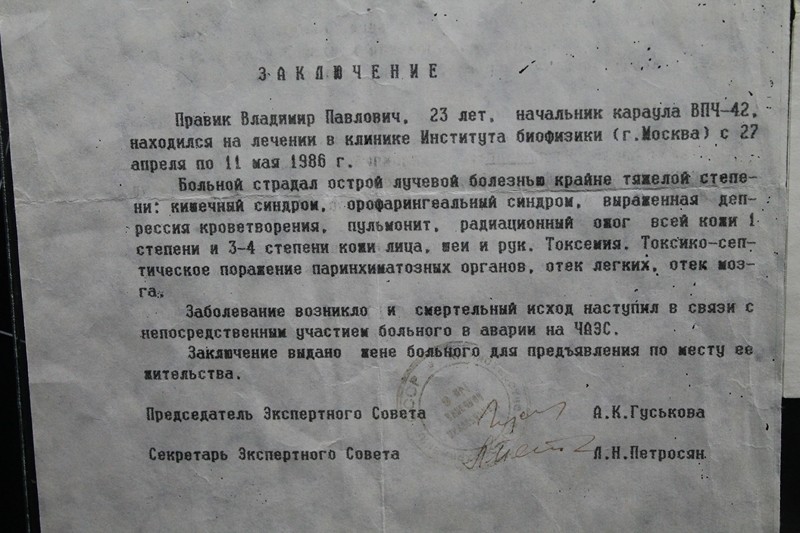 ЗАКЛЮЧЕНИЕ
Правик Владимир Павлович, 23 лет, начальник караула ВПЧ-42,
находился на лечении в клинике Института биофизики (г.Москва) с 27
апреля по 11 мая 1986 г.
Больной страдал острой лучевой болезнью крайне тяжелой степе-
ни: кишечный синдром, орофарингеальный синдром, выраженная деп-
рессия кроветворения, пульмонит, радиационный ожог всей кожи 1
степени и 3-4 степени кожи лица, шеи и рук. Токсемия. Токсико-сеп-
тическое поражение паринхиматозных органов, отек легких, отек моз-
га.
Заболевание возникло и смертельный исход наступил в связи с
непосредственным участием больного в аварии на ЧАЭС.
Заключение выдано жене больного для предъявления по месту ее
жительства.
Председатель Экспертного Совета А.К.Гуськова
Секретарь Экспертного Совета Л.Н.Петросян